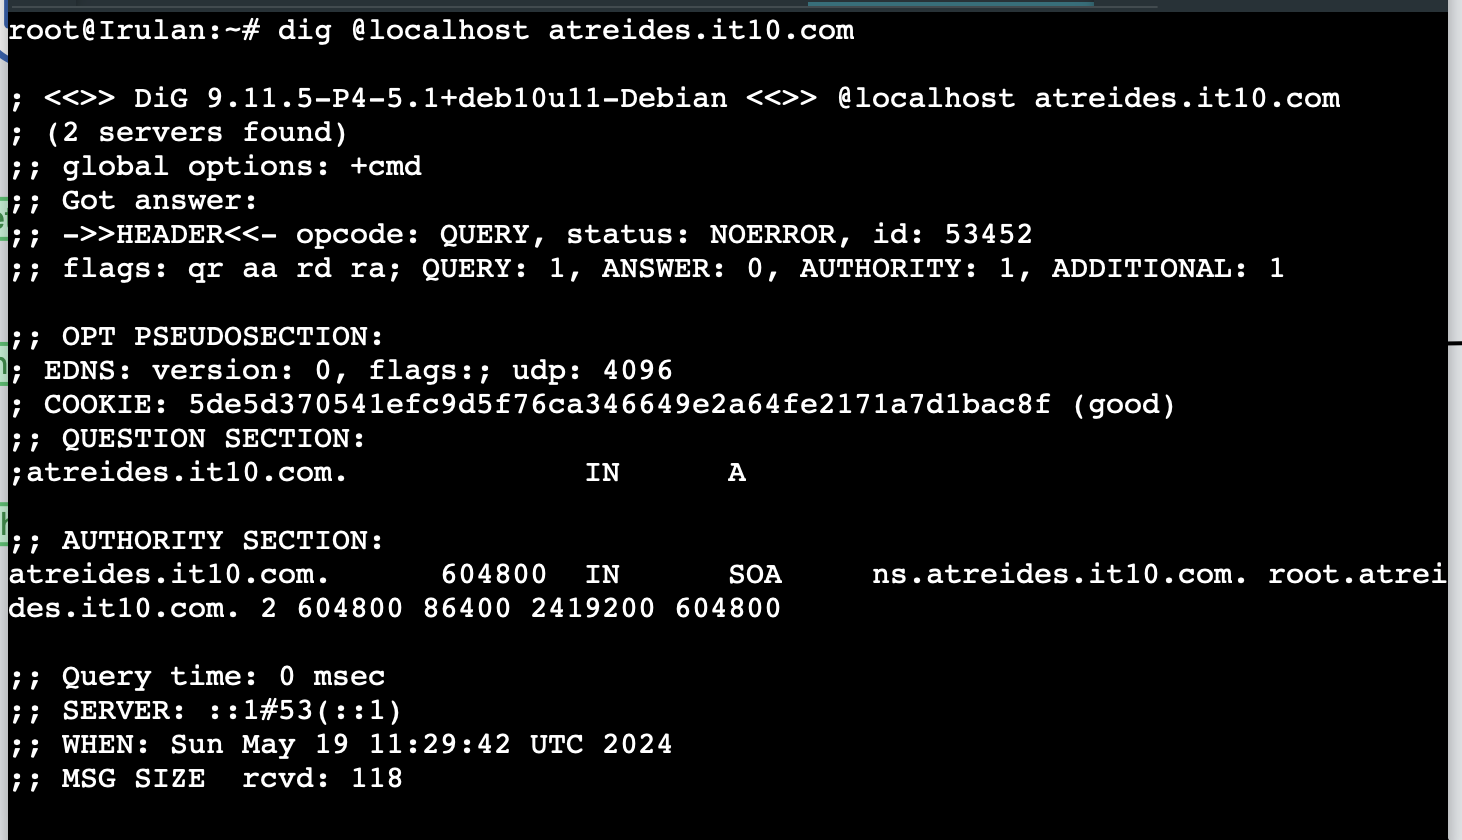 root@Irulan:~# dig @localhost atreides.it10.com
; <<>> DiG 9.11.5-P4-5.1+deb10u11-Debian <<>> @localhost atreides.it10.com
; (2 servers found)
;; global options: +cmd
;; Got answer:
;; ->>HEADER<<- opcode: QUERY, status: NOERROR, id: 53452
;; flags: qr aa rd ra; QUERY: 1, ANSWER: 0, AUTHORITY: 1, ADDITIONAL: 1
;; OPT PSEUDOSECTION:
; EDNS: version: 0, flags:; udp: 4096
; COOKIE: 5de5d370541efc9d5f76ca346649e2a64fe2171a7d1bac8f (good)
;; QUESTION SECTION:
;atreides.it10.com. IN A
;; AUTHORITY SECTION:
atreides.it10.com. 604800 IN SOA ns.atreides.it10.com. root.atrei
des.it10.com. 2 604800 86400 2419200 604800
;; Query time: 0 msec
;; SERVER: ::1#53(::1)
;; WHEN: Sun May 19 11:29:42 UTC 2024
;; MSG SIZE rcvd: 118